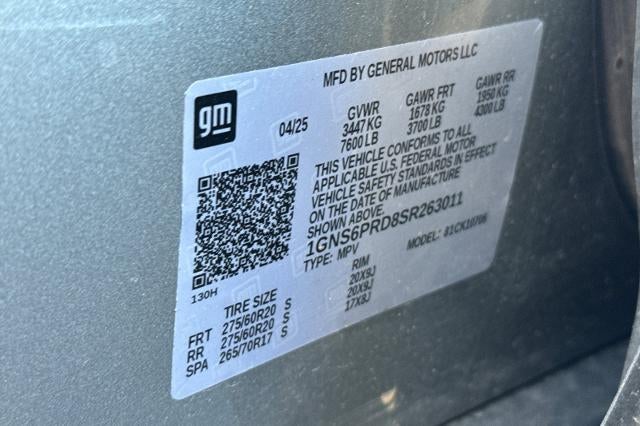 MFD BY GENERAL MOTORS LLC
gm
04/25
GVWR GAWR FRT GAWR RR
3447 KG 1678 KG 1950 KG
7600 LB 3700 LB 4300 LB
THIS VEHICLE CONFORMS TO ALL
APPLICABLE U.S. FEDERAL MOTOR
VEHICLE SAFETY STANDARDS IN EFFECT
ON THE DATE OF MANUFACTURE
SHOWN ABOVE.
1GNS6PRD8SR263011
TYPE: MPV MODEL: 81CK10706
130H
TIRE SIZE RIM
FRT 275/60R20 S 20X9J
RR 275/60R20 S 20X9J
SPA 265/70R17 S 17X8J